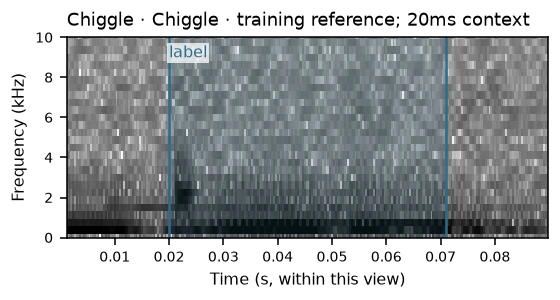 Chiggle · Chiggle · training reference; 20ms context
10
8
6
4
2
0
Frequency (kHz)
label
0.01 0.02 0.03 0.04 0.05 0.06 0.07 0.08
Time (s, within this view)